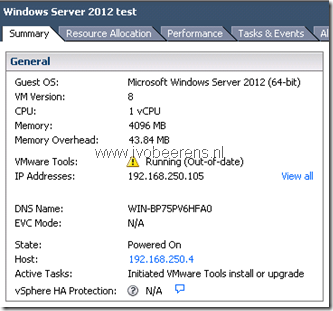 Windows Server 2012 test
Summary Resource Allocation Performance Tasks & Events Al
General
Guest OS: Microsoft Windows Server 2012 (64-bit)
VM Version: 8
CPU: 1 vCPU
Memory: 4096 MB
Memory Overhead: 43.84 MB
www.ivobeerens.nl
VMware Tools: Running (Out-of-date)
IP Addresses: 192.168.250.105 View all
DNS Name: WIN-BP75PV6HFA0
EVC Mode: N/A
State: Powered On
Host: 192.168.250.4
Active Tasks: Initiated VMware Tools install or upgrade
vSphere HA Protection: ? N/A